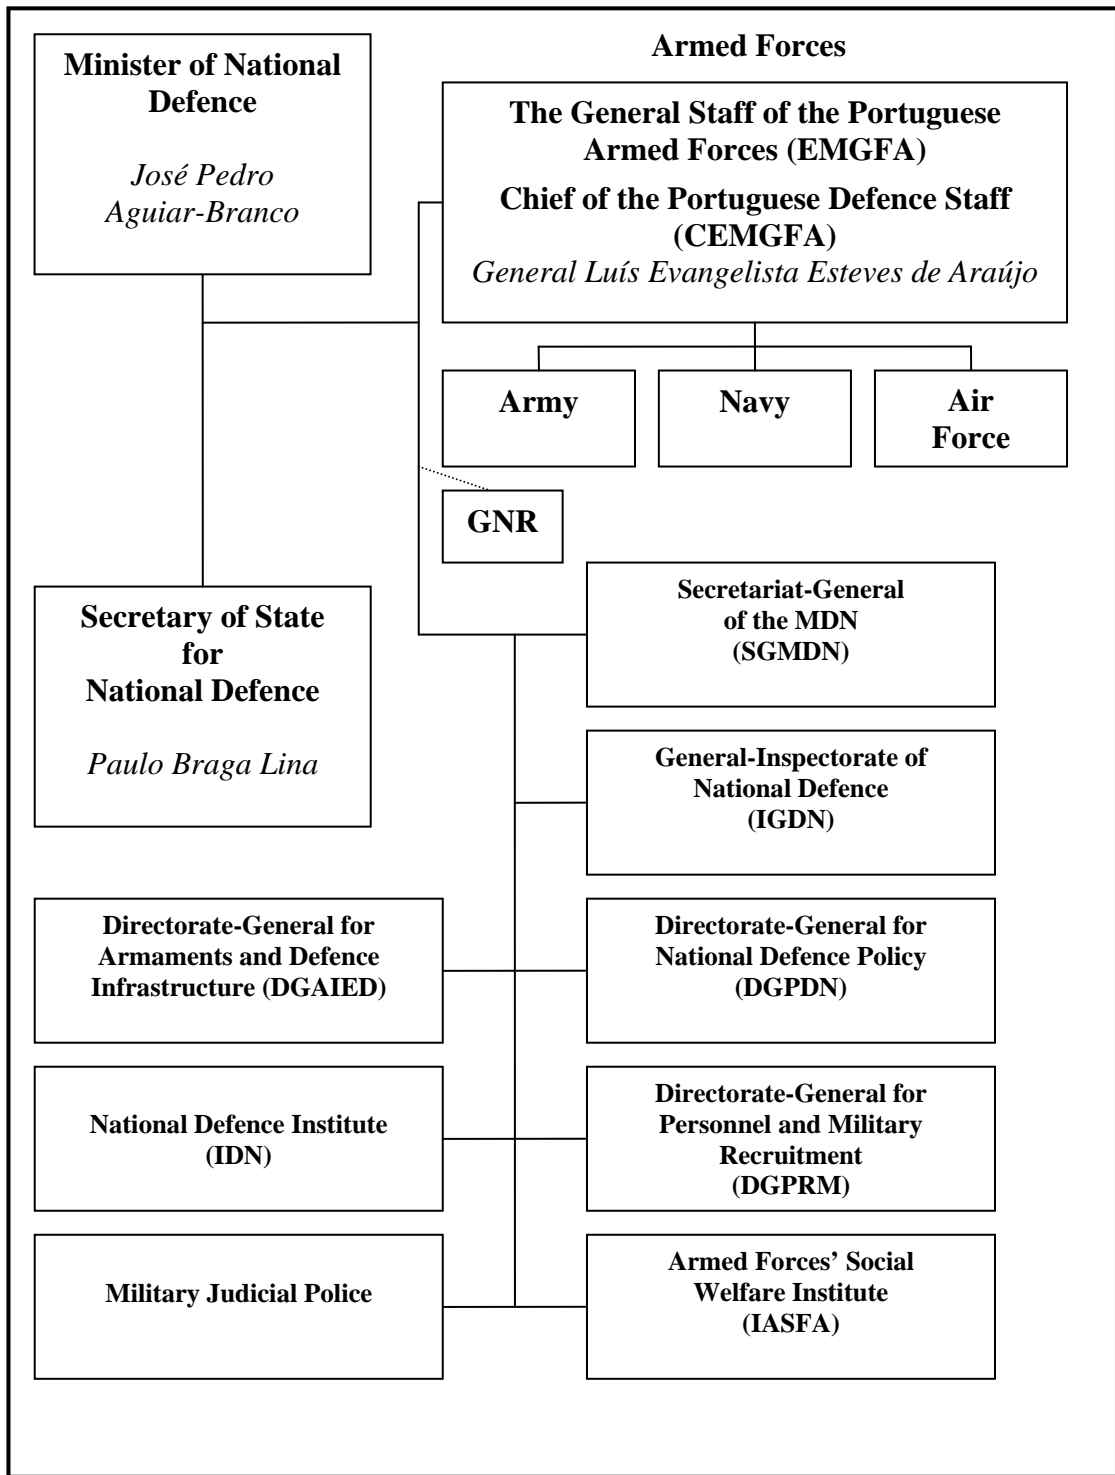 Minister of National
Defence
José Pedro
Aguiar-Branco
Armed Forces
The General Staff of the Portuguese
Armed Forces (EMGFA)
Chief of the Portuguese Defence Staff
(CEMGFA)
General Luís Evangelista Esteves de Araújo
Army
Navy
Air
Force
GNR
Secretary of State
for
National Defence
Paulo Braga Lina
Secretariat-General
of the MDN
(SGMDN)
General-Inspectorate of
National Defence
(IGDN)
Directorate-General for
Armaments and Defence
Infrastructure (DGAIED)
Directorate-General for
National Defence Policy
(DGPDN)
National Defence Institute
(IDN)
Directorate-General for
Personnel and Military
Recruitment
(DGPRM)
Military Judicial Police
Armed Forces’ Social
Welfare Institute
(IASFA)